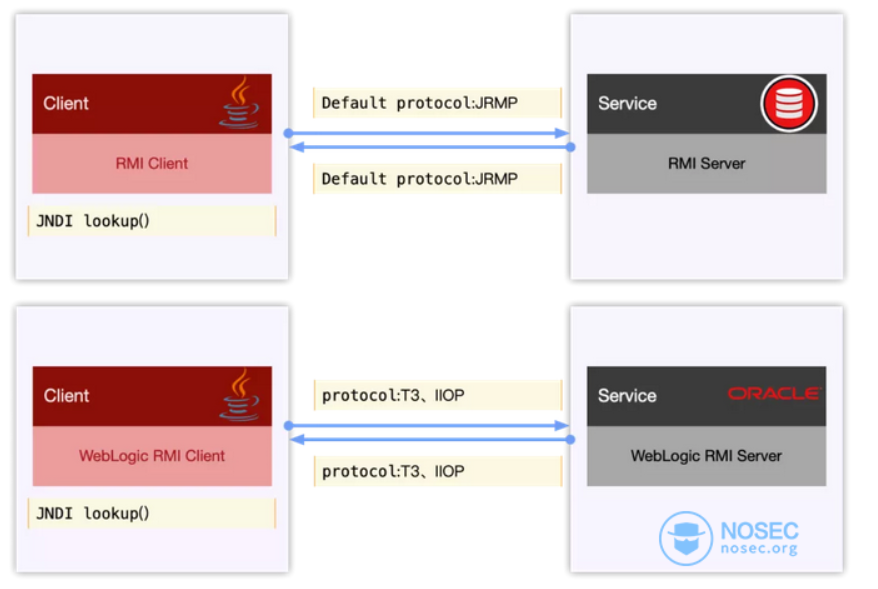 Client
Default protocol:JRMP
Service
RMI Client
RMI Server
Default protocol:JRMP
JNDI lookup()
Client
protocol:T3、IIOP
Service
ORACLE
WebLogic RMI Client
WebLogic RMI Server
protocol:T3、IIOP
JNDI lookup()
NOSEC
nosec.org